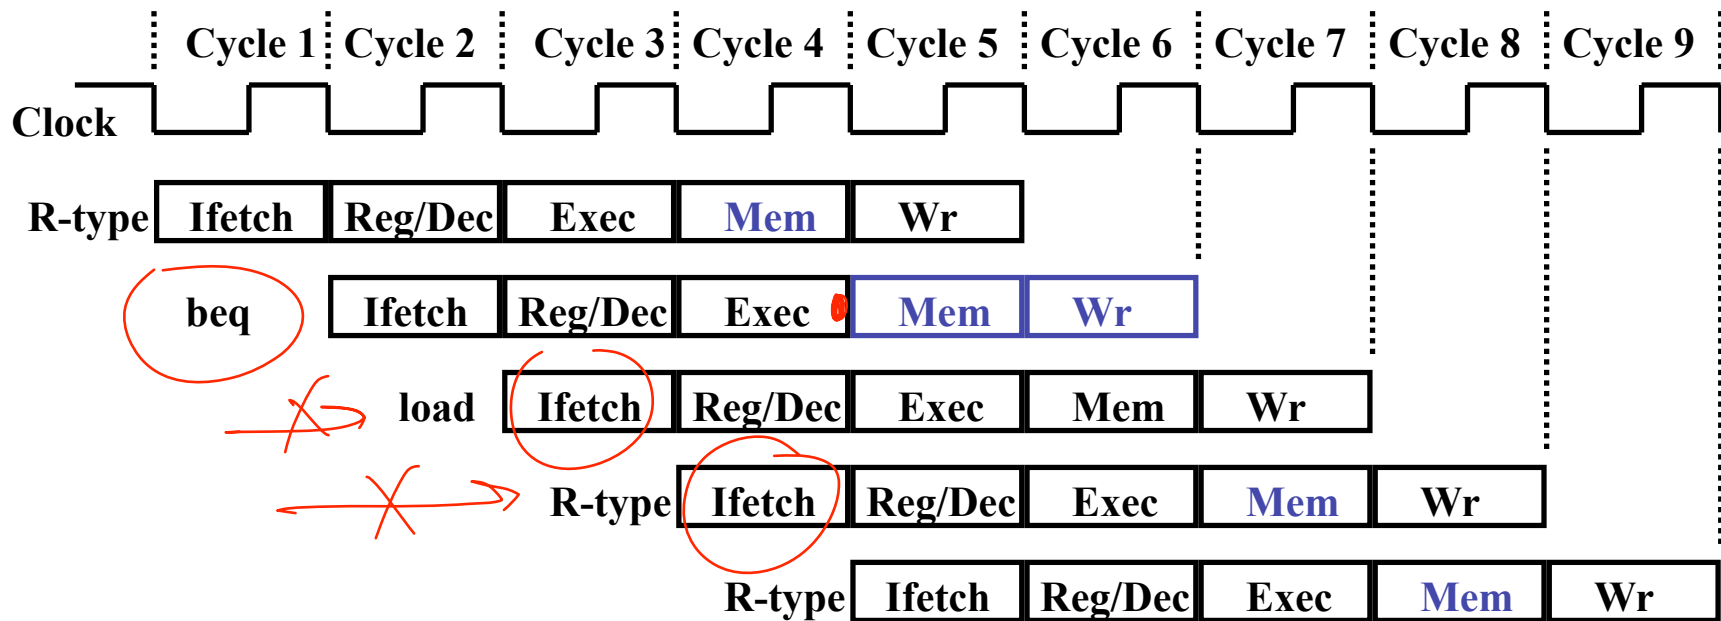 Cycle 1 Cycle 2 Cycle 3 Cycle 4 Cycle 5 Cycle 6 Cycle 7 Cycle 8 Cycle 9
Clock
R-type Ifetch Reg/Dec Exec Mem Wr
beq Ifetch Reg/Dec Exec Mem Wr
load Ifetch Reg/Dec Exec Mem Wr
R-type Ifetch Reg/Dec Exec Mem Wr
R-type Ifetch Reg/Dec Exec Mem Wr